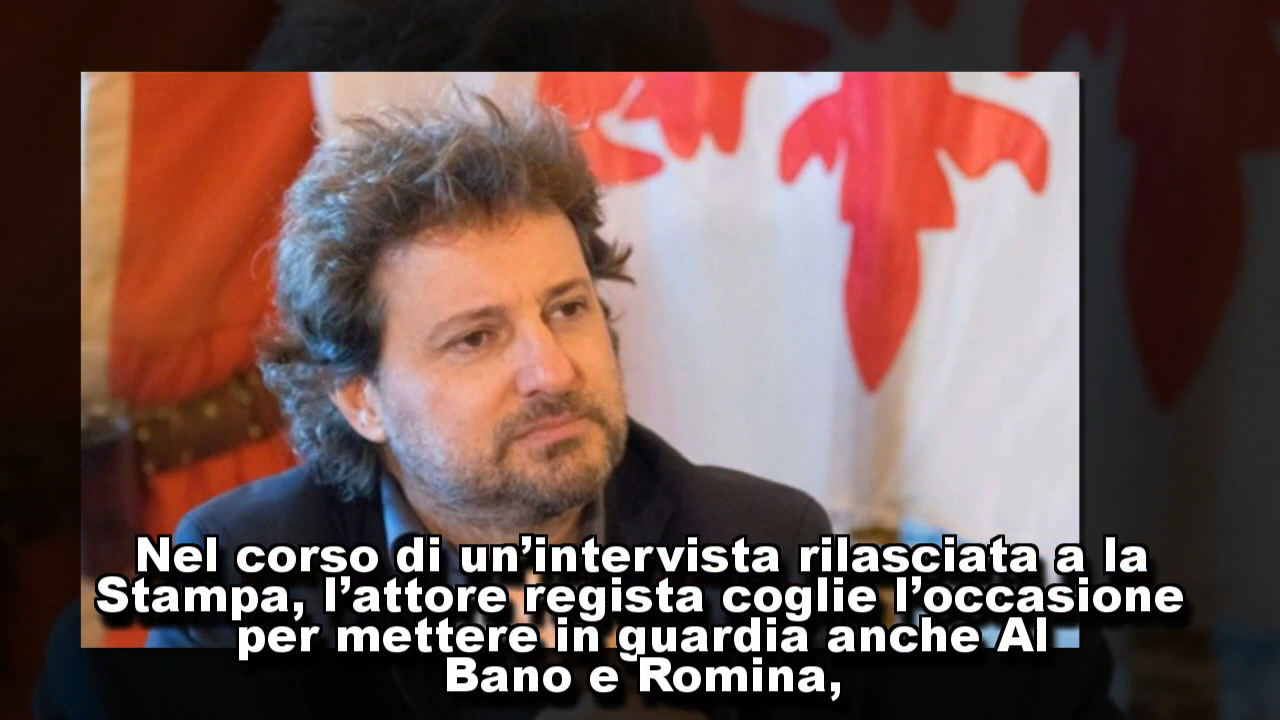 Nel corso di un’intervista rilasciata a la
Stampa, l’attore regista coglie l’occasione
per mettere in guardia anche Al
Bano e Romina,